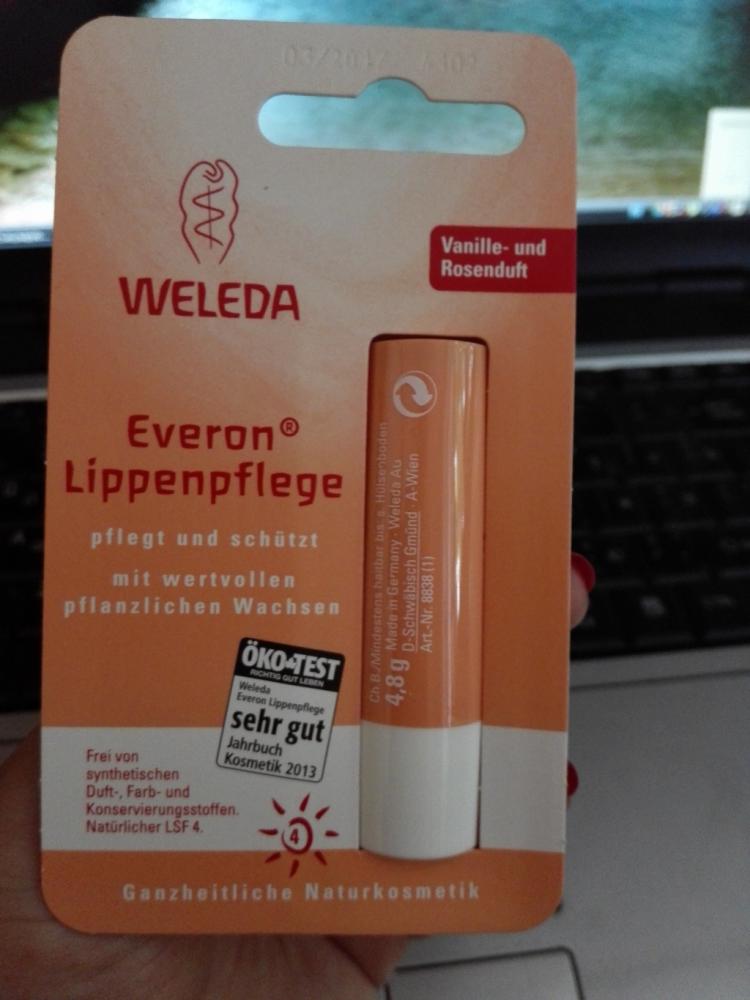 03/2017 4302
WELEDA
Vanille- und
Rosenduft
Everon®
Lippenpflege
pflegt und schützt
mit wertvollen
pflanzlichen Wachsen
ÖKO-TEST
RICHTIG GUT LEBEN
Weleda
Everon Lippenpflege
sehr gut
Jahrbuch
Kosmetik 2013
Frei von
synthetischen
Duft-, Farb- und
Konservierungsstoffen.
Natürlicher LSF 4.
4
Ganzheitliche Naturkosmetik
Ch.B./Mindestens haltbar bis: s. Hülsenboden
4,8 g Made in Germany · Weleda AG
D-Schwäbisch Gmünd · A-Wien
Art.-Nr. 8838 (1)